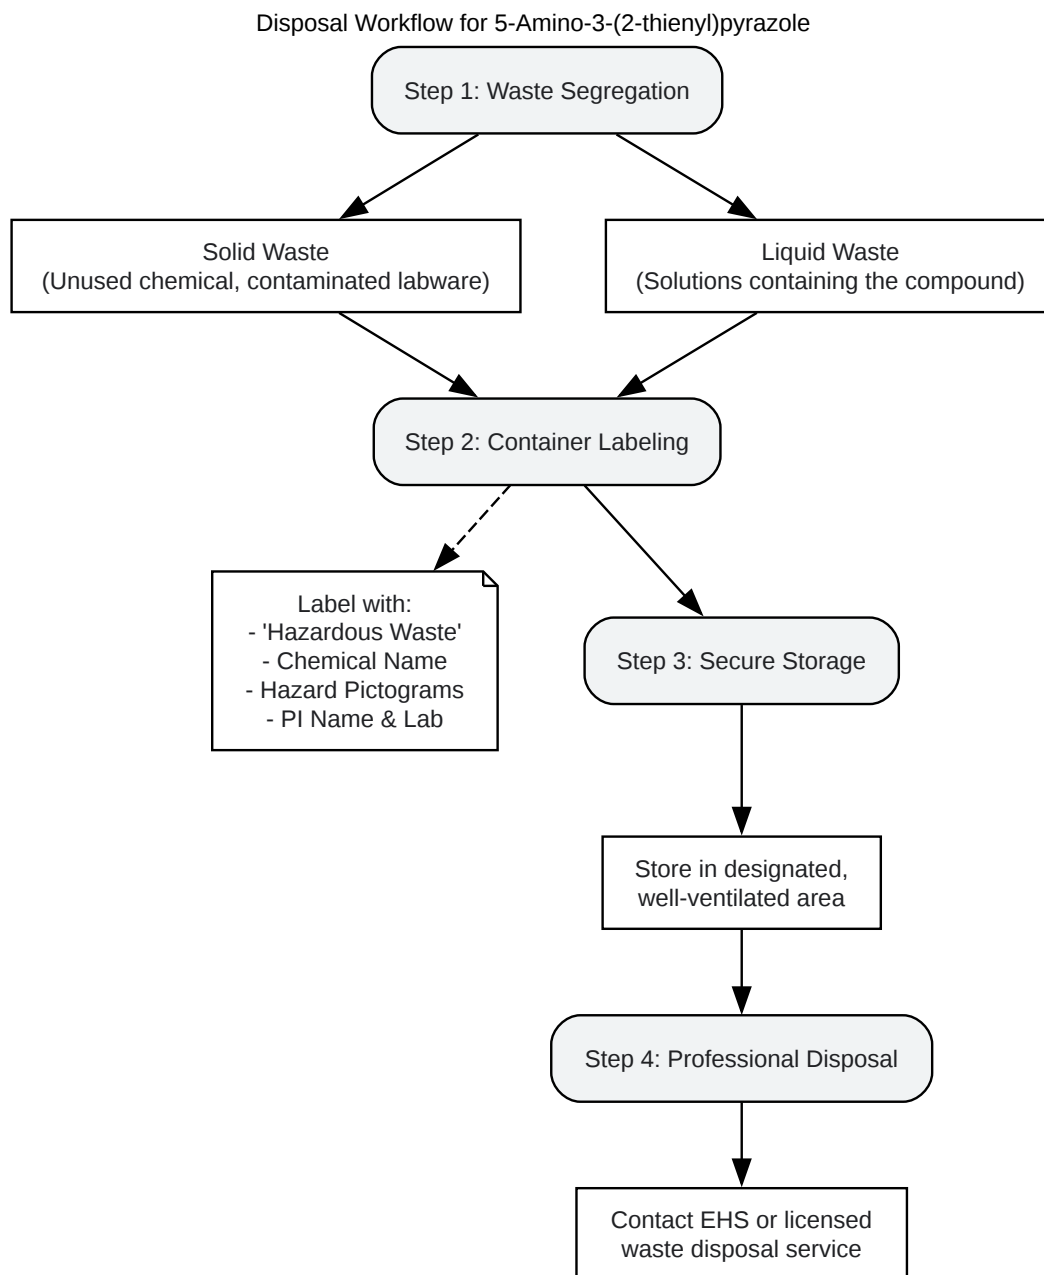 Disposal Workflow for 5-Amino-3-(2-thienyl)pyrazole
Step 1: Waste Segregation
Solid Waste
(Unused chemical, contaminated labware)
Liquid Waste
(Solutions containing the compound)
Step 2: Container Labeling
Label with:
- 'Hazardous Waste'
- Chemical Name
- Hazard Pictograms
- PI Name & Lab
Step 3: Secure Storage
Store in designated,
well-ventilated area
Step 4: Professional Disposal
Contact EHS or licensed
waste disposal service